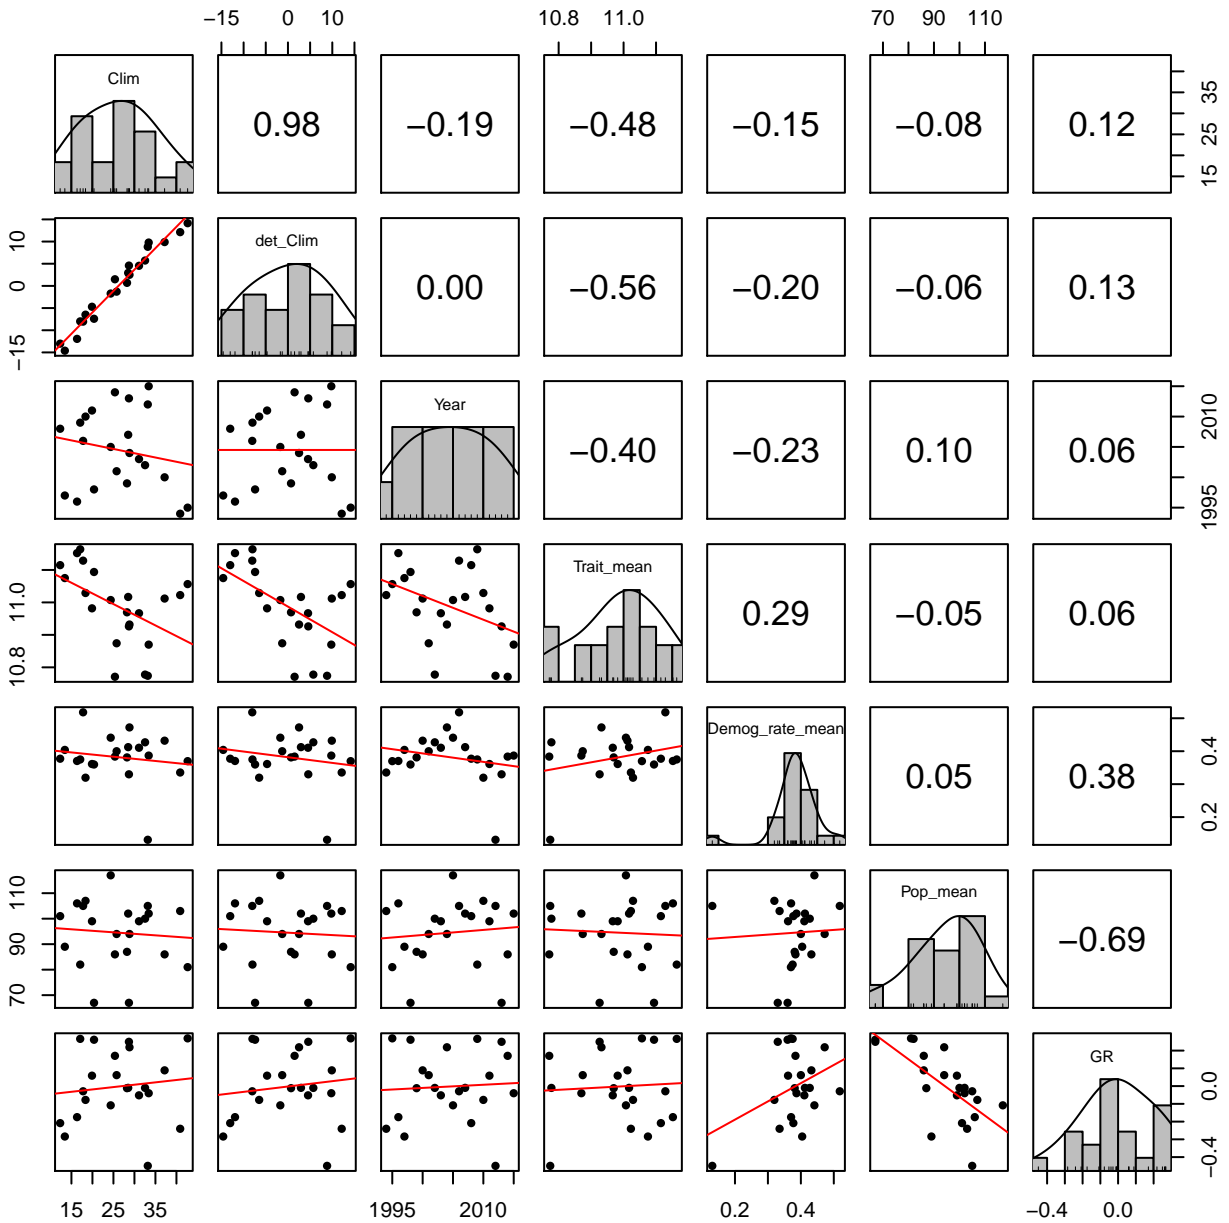 −15 0 10 10.8 11.0 70 90 110
Clim
0.98 −0.19 −0.48 −0.15 −0.08 0.12
15 25 35
−15 0 10
det_Clim
0.00 −0.56 −0.20 −0.06 0.13
Year
−0.40 −0.23 0.10 0.06
1995 2010
10.8 11.0
Trait_mean
0.29 −0.05 0.06
Demog_rate_mean
0.05 0.38
0.2 0.4
70 90 110
Pop_mean
−0.69
GR
−0.4 0.0
15 25 35 1995 2010 0.2 0.4 −0.4 0.0